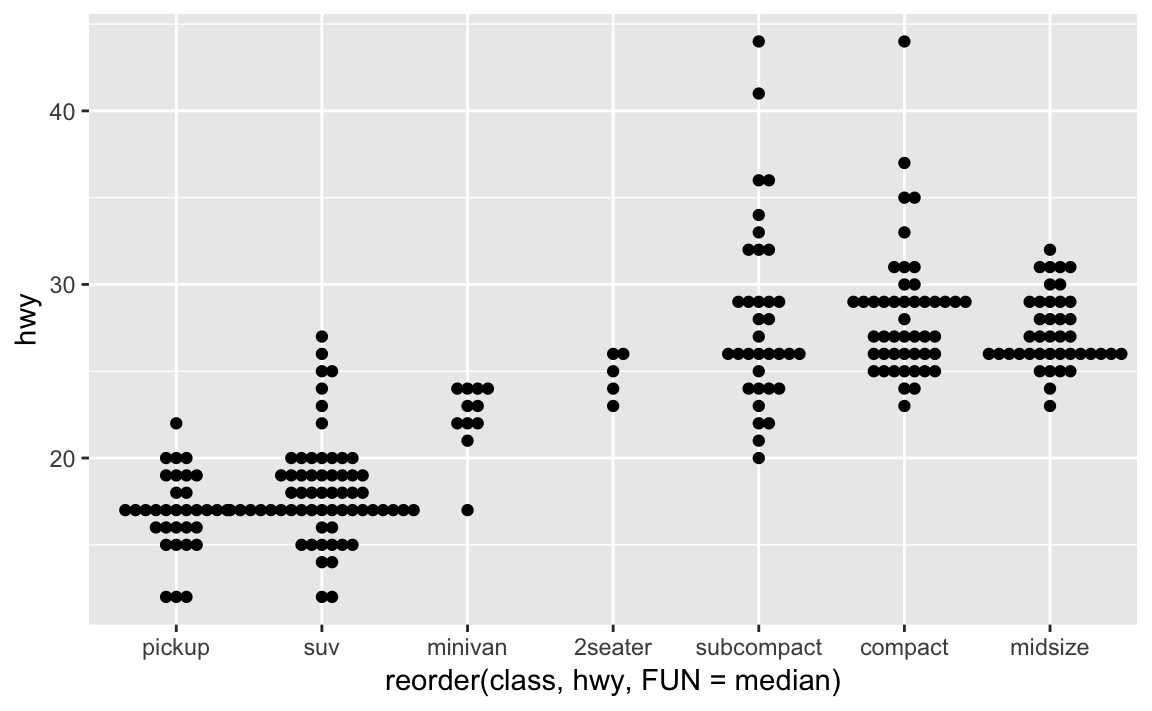 hwy
40
30
20
pickup suv minivan 2seater subcompact compact midsize
reorder(class, hwy, FUN = median)